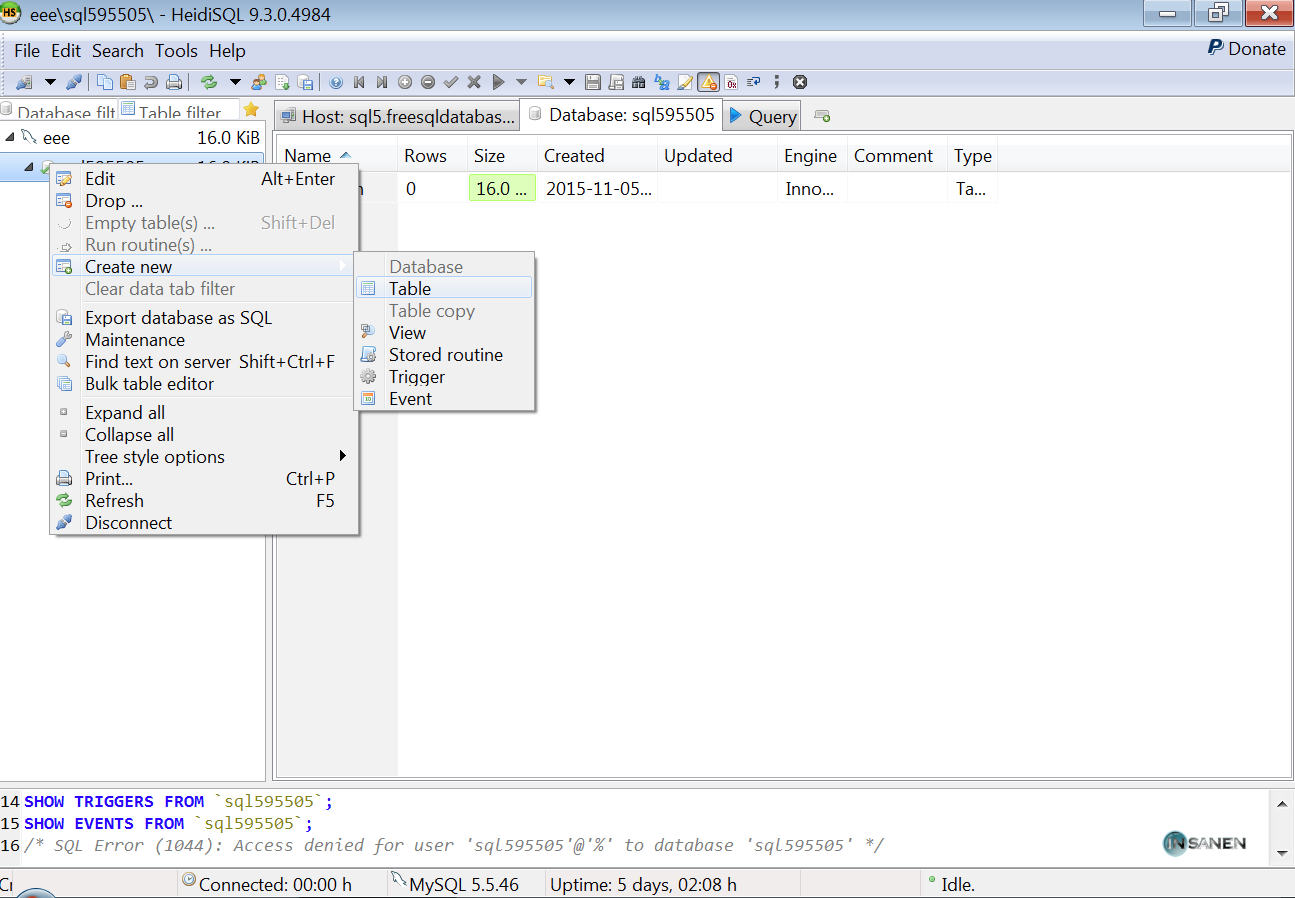 HS eee\sql595505\ - HeidiSQL 9.3.0.4984
File Edit Search Tools Help
Donate
Database filt Table filter
Host: sql5.freesqldatabas... Database: sql595505 Query
eee 16.0 KiB
Name Rows Size Created Updated Engine Comment Type
0 16.0 ... 2015-11-05... Inno... Ta...
Edit Alt+Enter
Drop ...
Empty table(s) ... Shift+Del
Run routine(s) ...
Create new
Clear data tab filter
Export database as SQL
Maintenance
Find text on server Shift+Ctrl+F
Bulk table editor
Expand all
Collapse all
Tree style options
Print... Ctrl+P
Refresh F5
Disconnect
Database
Table
Table copy
View
Stored routine
Trigger
Event
14 SHOW TRIGGERS FROM `sql595505`;
15 SHOW EVENTS FROM `sql595505`;
16 /* SQL Error (1044): Access denied for user 'sql595505'@'%' to database 'sql595505' */
INSANEN
Connected: 00:00 h MySQL 5.5.46 Uptime: 5 days, 02:08 h Idle.